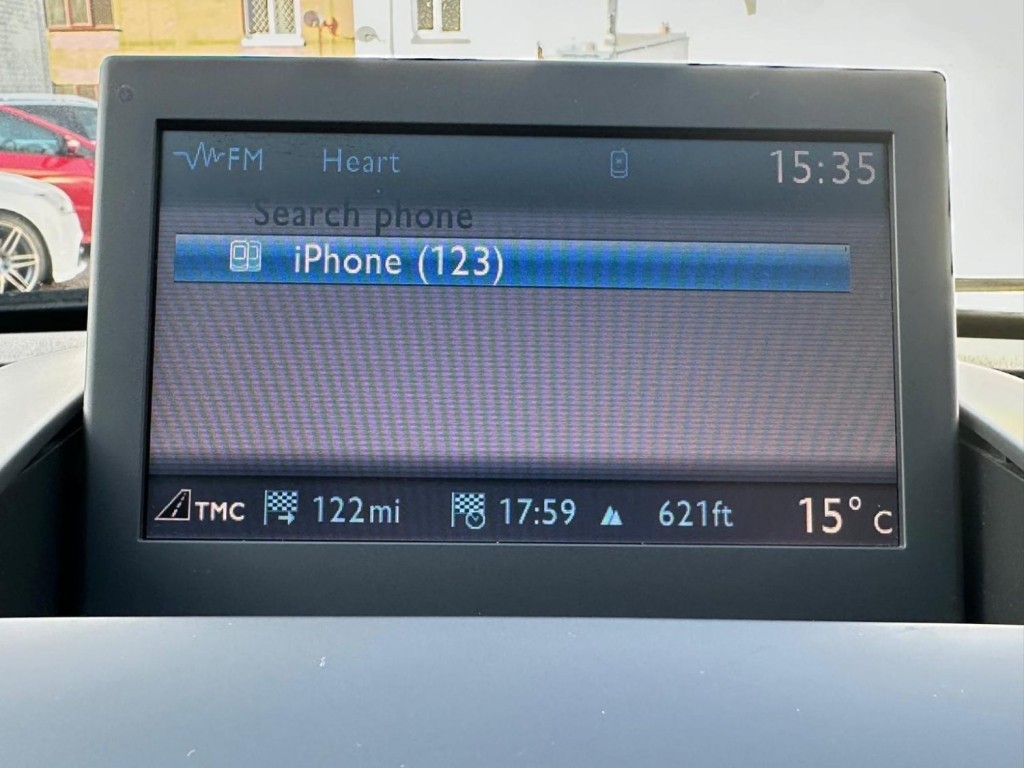 FM Heart 15:35
Search phone
iPhone (123)
TMC 122mi 17:59 621ft 15° C